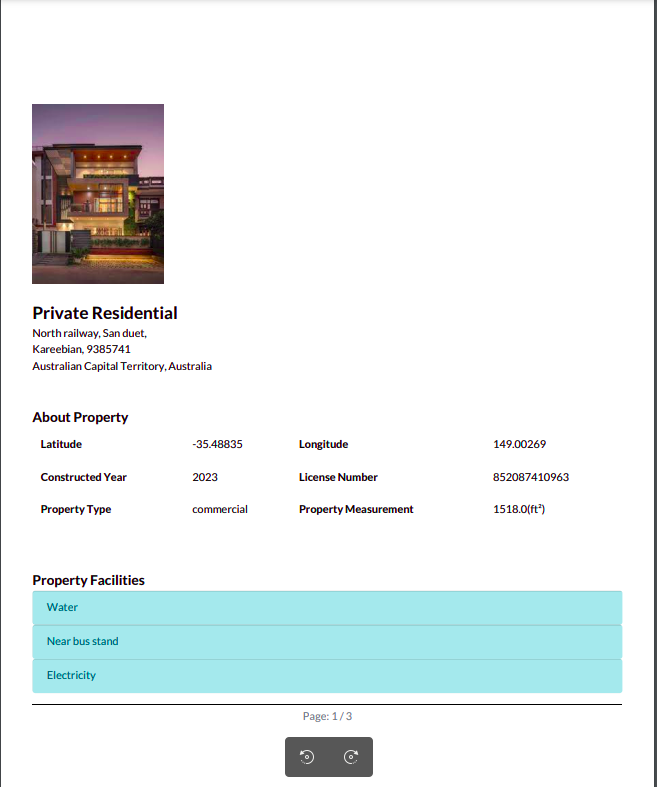 Private Residential
North railway, San duet,
Kareebian, 9385741
Australian Capital Territory, Australia
About Property
Latitude -35.48835 Longitude 149.00269
Constructed Year 2023 License Number 852087410963
Property Type commercial Property Measurement 1518.0(ft²)
Property Facilities
Water
Near bus stand
Electricity
Page: 1 / 3